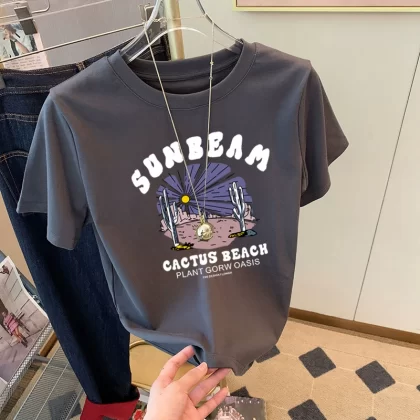 SUNBEAM
CACTUS BEACH
PLANT GORW OASIS